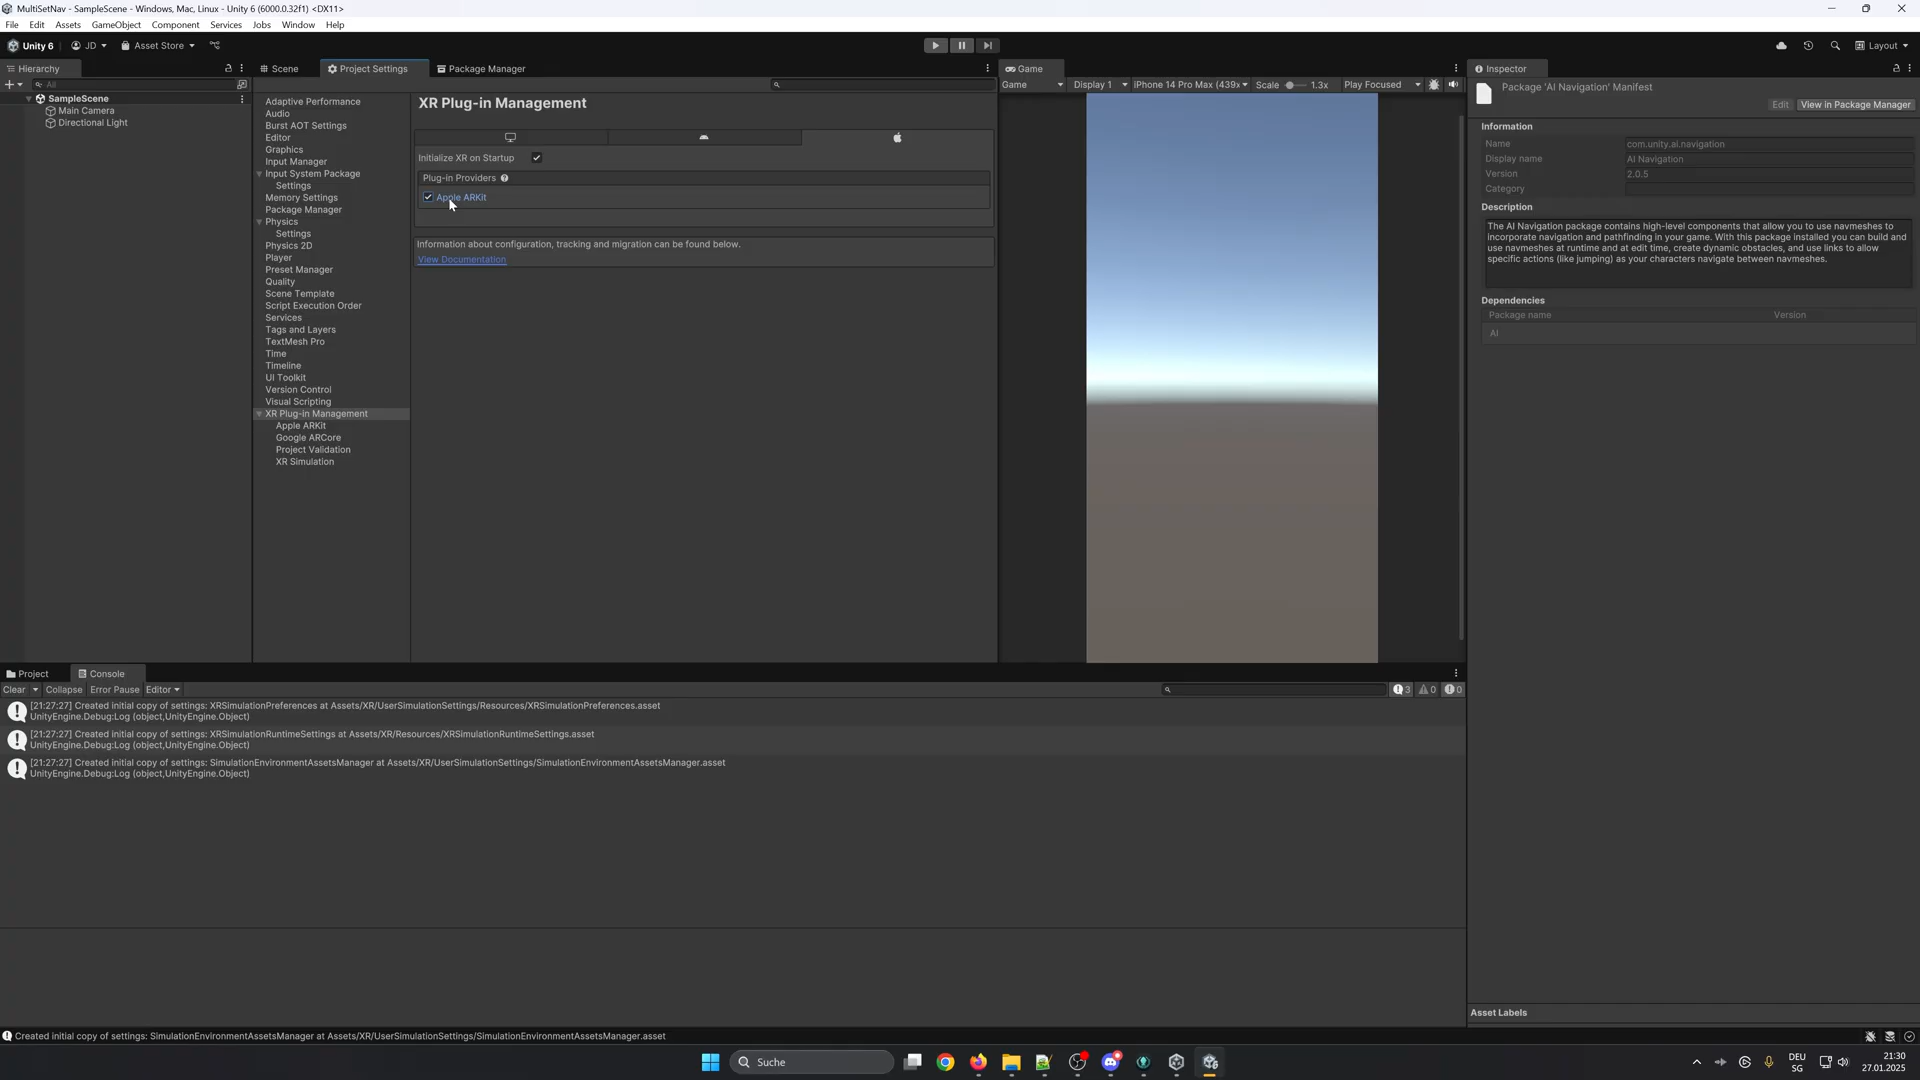 MultiSetNav - SampleScene - Windows, Mac, Linux - Unity 6 (6000.0.32f1) <DX11>
File Edit Assets GameObject Component Services Jobs Window Help
Unity 6 JD Asset Store Layout
Hierarchy
All
SampleScene
Main Camera
Directional Light
Scene Project Settings Package Manager
Adaptive Performance
Audio
Burst AOT Settings
Editor
Graphics
Input Manager
Input System Package
Settings
Memory Settings
Package Manager
Physics
Settings
Physics 2D
Player
Preset Manager
Quality
Scene Template
Script Execution Order
Services
Tags and Layers
TextMesh Pro
Time
Timeline
UI Toolkit
Version Control
Visual Scripting
XR Plug-in Management
Apple ARKit
Google ARCore
Project Validation
XR Simulation
XR Plug-in Management
Initialize XR on Startup
Plug-in Providers
Apple ARKit
Information about configuration, tracking and migration can be found below.
View Documentation
Game
Game Display 1 iPhone 14 Pro Max (439x Scale 1.3x Play Focused
Inspector
Package 'AI Navigation' Manifest
Edit View in Package Manager
Information
Name com.unity.ai.navigation
Display name AI Navigation
Version 2.0.5
Category
Description
The AI Navigation package contains high-level components that allow you to use navmeshes to
incorporate navigation and pathfinding in your game. With this package installed you can build and
use navmeshes at runtime and at edit time, create dynamic obstacles, and use links to allow
specific actions (like jumping) as your characters navigate between navmeshes.
Dependencies
Package name Version
AI
Asset Labels
Project Console
Clear Collapse Error Pause Editor 3 0 0
[21:27:27] Created initial copy of settings: XRSimulationPreferences at Assets/XR/UserSimulationSettings/Resources/XRSimulationPreferences.asset
UnityEngine.Debug:Log (object,UnityEngine.Object)
[21:27:27] Created initial copy of settings: XRSimulationRuntimeSettings at Assets/XR/Resources/XRSimulationRuntimeSettings.asset
UnityEngine.Debug:Log (object,UnityEngine.Object)
[21:27:27] Created initial copy of settings: SimulationEnvironmentAssetsManager at Assets/XR/UserSimulationSettings/SimulationEnvironmentAssetsManager.asset
UnityEngine.Debug:Log (object,UnityEngine.Object)
Created initial copy of settings: SimulationEnvironmentAssetsManager at Assets/XR/UserSimulationSettings/SimulationEnvironmentAssetsManager.asset
Suche
DEU
SG
21:30
27.01.2025